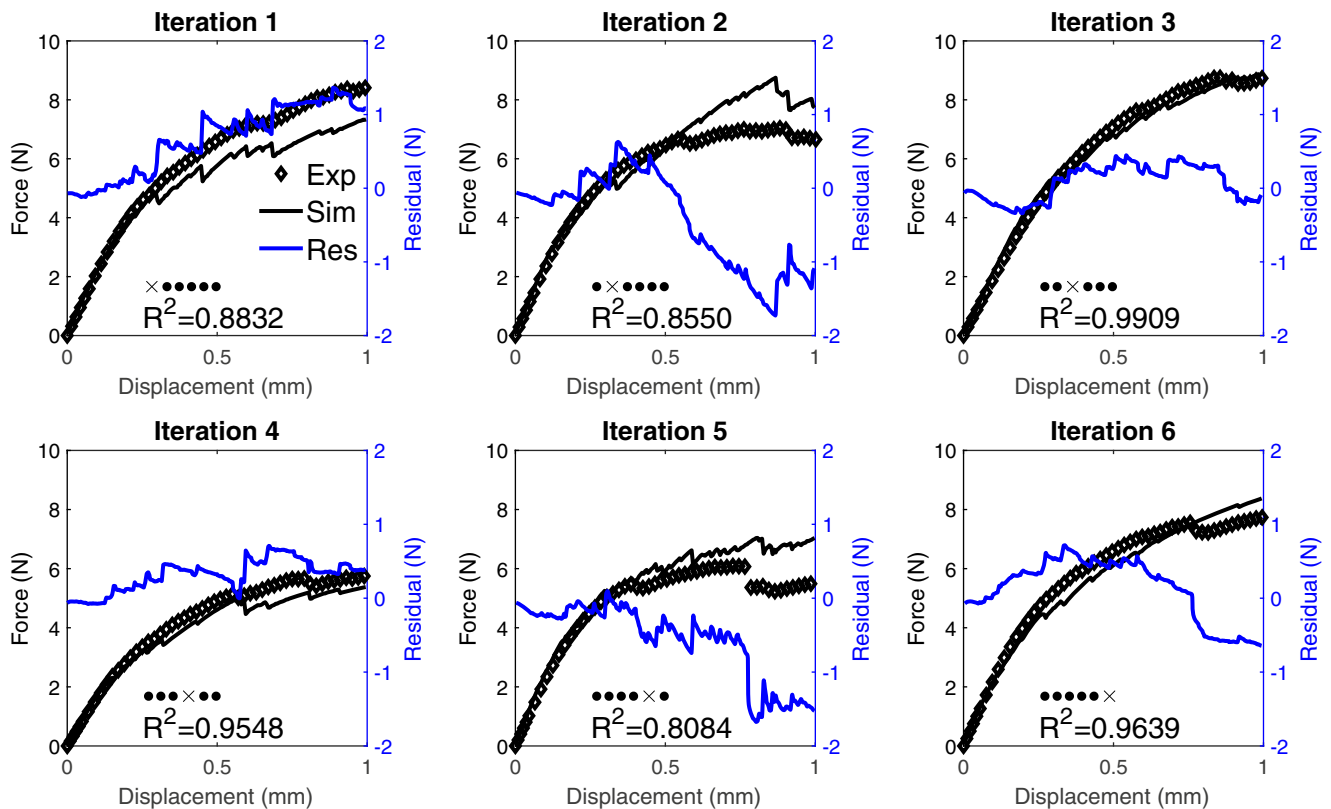 Iteration 1
10
8
6
4
2
0
Force (N)
2
1
0
-1
-2
Residual (N)
Exp
Sim
Res
R²=0.8832
0
0.5
1
Displacement (mm)
Iteration 2
10
8
6
4
2
0
Force (N)
2
1
0
-1
-2
Residual (N)
R²=0.8550
0
0.5
1
Displacement (mm)
Iteration 3
10
8
6
4
2
0
Force (N)
2
1
0
-1
-2
Residual (N)
R²=0.9909
0
0.5
1
Displacement (mm)
Iteration 4
10
8
6
4
2
0
Force (N)
2
1
0
-1
-2
Residual (N)
R²=0.9548
0
0.5
1
Displacement (mm)
Iteration 5
10
8
6
4
2
0
Force (N)
2
1
0
-1
-2
Residual (N)
R²=0.8084
0
0.5
1
Displacement (mm)
Iteration 6
10
8
6
4
2
0
Force (N)
2
1
0
-1
-2
Residual (N)
R²=0.9639
0
0.5
1
Displacement (mm)